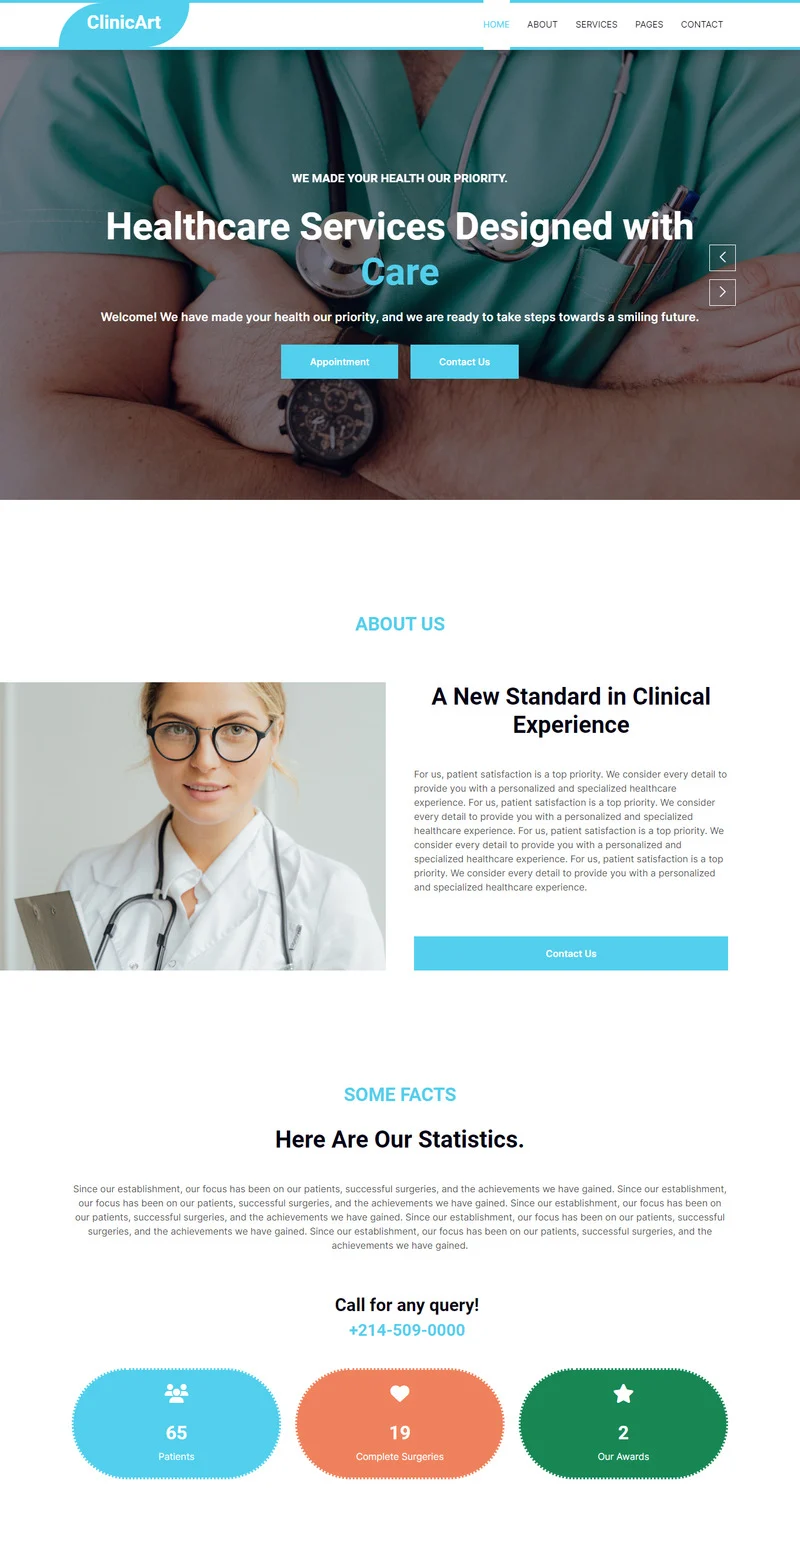 ClinicArt
HOME ABOUT SERVICES PAGES CONTACT
WE MADE YOUR HEALTH OUR PRIORITY.
Healthcare Services Designed with
Care
Welcome! We have made your health our priority, and we are ready to take steps towards a smiling future.
Appointment Contact Us
ABOUT US
A New Standard in Clinical
Experience
For us, patient satisfaction is a top priority. We consider every detail to
provide you with a personalized and specialized healthcare
experience. For us, patient satisfaction is a top priority. We consider
every detail to provide you with a personalized and specialized
healthcare experience. For us, patient satisfaction is a top priority. We
consider every detail to provide you with a personalized and
specialized healthcare experience. For us, patient satisfaction is a top
priority. We consider every detail to provide you with a personalized
and specialized healthcare experience.
Contact Us
SOME FACTS
Here Are Our Statistics.
Since our establishment, our focus has been on our patients, successful surgeries, and the achievements we have gained. Since our establishment,
our focus has been on our patients, successful surgeries, and the achievements we have gained. Since our establishment, our focus has been on
our patients, successful surgeries, and the achievements we have gained. Since our establishment, our focus has been on our patients, successful
surgeries, and the achievements we have gained. Since our establishment, our focus has been on our patients, successful surgeries, and the
achievements we have gained.
Call for any query!
+214-509-0000
65
Patients
19
Complete Surgeries
2
Our Awards